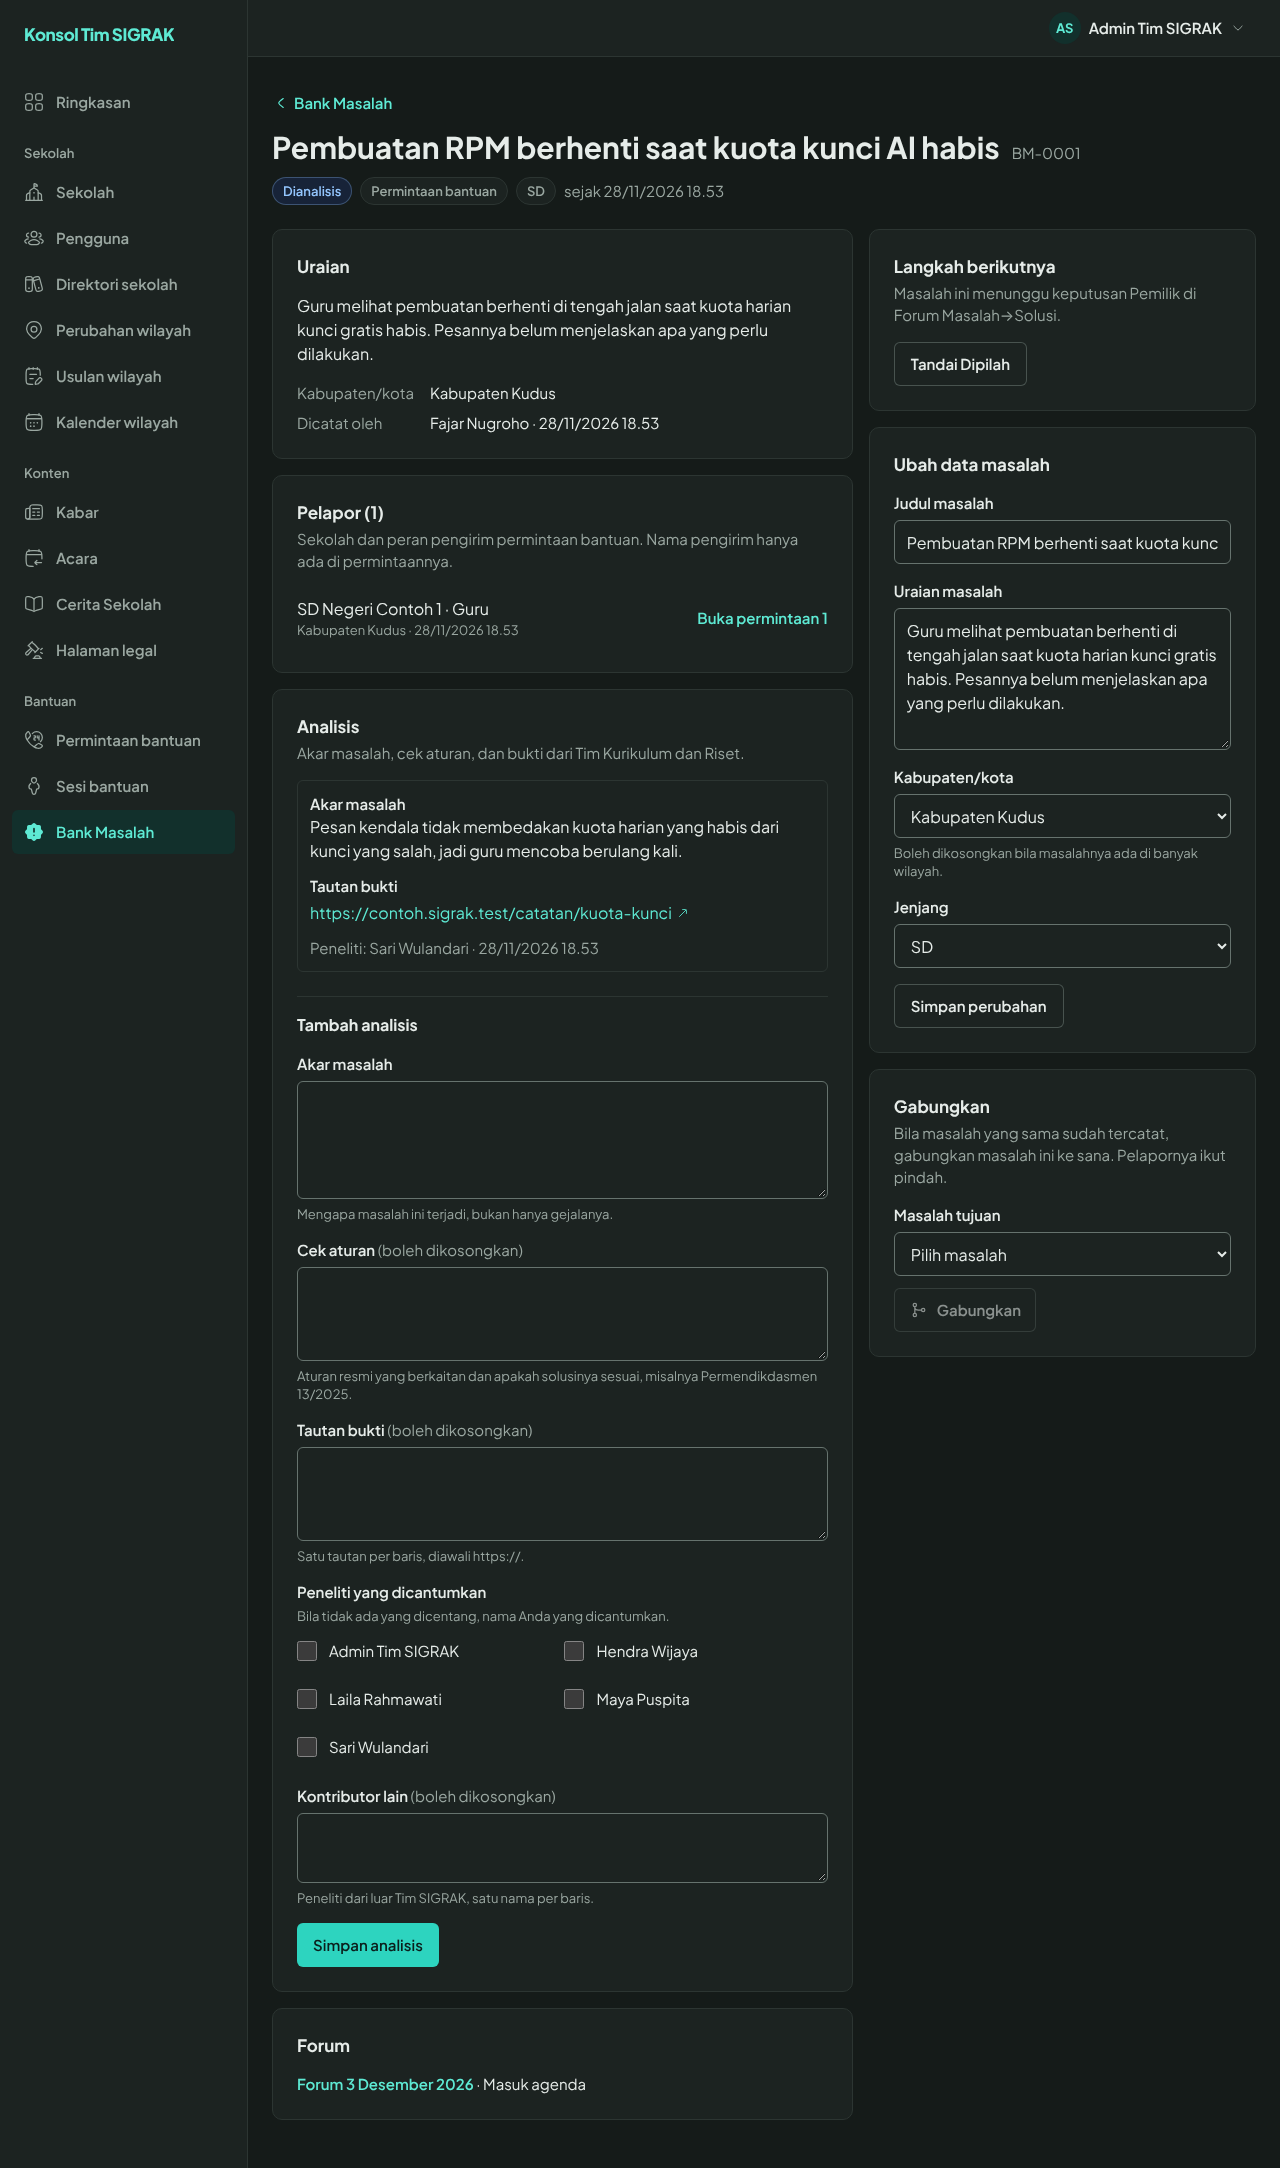 Konsol Tim SIGRAK
Ringkasan
Sekolah
Sekolah
Pengguna
Direktori sekolah
Perubahan wilayah
Usulan wilayah
Kalender wilayah
Konten
Kabar
Acara
Cerita Sekolah
Halaman legal
Bantuan
Permintaan bantuan
Sesi bantuan
Bank Masalah
AS Admin Tim SIGRAK
Bank Masalah
Pembuatan RPM berhenti saat kuota kunci AI habis BM-0001
Dianalisis Permintaan bantuan SD sejak 28/11/2026 18.53
Uraian
Guru melihat pembuatan berhenti di tengah jalan saat kuota harian
kunci gratis habis. Pesannya belum menjelaskan apa yang perlu
dilakukan.
Kabupaten/kota Kabupaten Kudus
Dicatat oleh Fajar Nugroho · 28/11/2026 18.53
Pelapor (1)
Sekolah dan peran pengirim permintaan bantuan. Nama pengirim hanya
ada di permintaannya.
SD Negeri Contoh 1 · Guru
Kabupaten Kudus · 28/11/2026 18.53
Buka permintaan 1
Analisis
Akar masalah, cek aturan, dan bukti dari Tim Kurikulum dan Riset.
Akar masalah
Pesan kendala tidak membedakan kuota harian yang habis dari
kunci yang salah, jadi guru mencoba berulang kali.
Tautan bukti
https://contoh.sigrak.test/catatan/kuota-kunci ↗
Peneliti: Sari Wulandari · 28/11/2026 18.53
Tambah analisis
Akar masalah
Mengapa masalah ini terjadi, bukan hanya gejalanya.
Cek aturan (boleh dikosongkan)
Aturan resmi yang berkaitan dan apakah solusinya sesuai, misalnya Permendikdasmen
13/2025.
Tautan bukti (boleh dikosongkan)
Satu tautan per baris, diawali https://.
Peneliti yang dicantumkan
Bila tidak ada yang dicentang, nama Anda yang dicantumkan.
Admin Tim SIGRAK
Hendra Wijaya
Laila Rahmawati
Maya Puspita
Sari Wulandari
Kontributor lain (boleh dikosongkan)
Peneliti dari luar Tim SIGRAK, satu nama per baris.
Simpan analisis
Forum
Forum 3 Desember 2026 · Masuk agenda
Langkah berikutnya
Masalah ini menunggu keputusan Pemilik di
Forum Masalah→Solusi.
Tandai Dipilah
Ubah data masalah
Judul masalah
Pembuatan RPM berhenti saat kuota kunc
Uraian masalah
Guru melihat pembuatan berhenti di
tengah jalan saat kuota harian kunci gratis
habis. Pesannya belum menjelaskan apa
yang perlu dilakukan.
Kabupaten/kota
Kabupaten Kudus
Boleh dikosongkan bila masalahnya ada di banyak
wilayah.
Jenjang
SD
Simpan perubahan
Gabungkan
Bila masalah yang sama sudah tercatat,
gabungkan masalah ini ke sana. Pelapornya ikut
pindah.
Masalah tujuan
Pilih masalah
Gabungkan